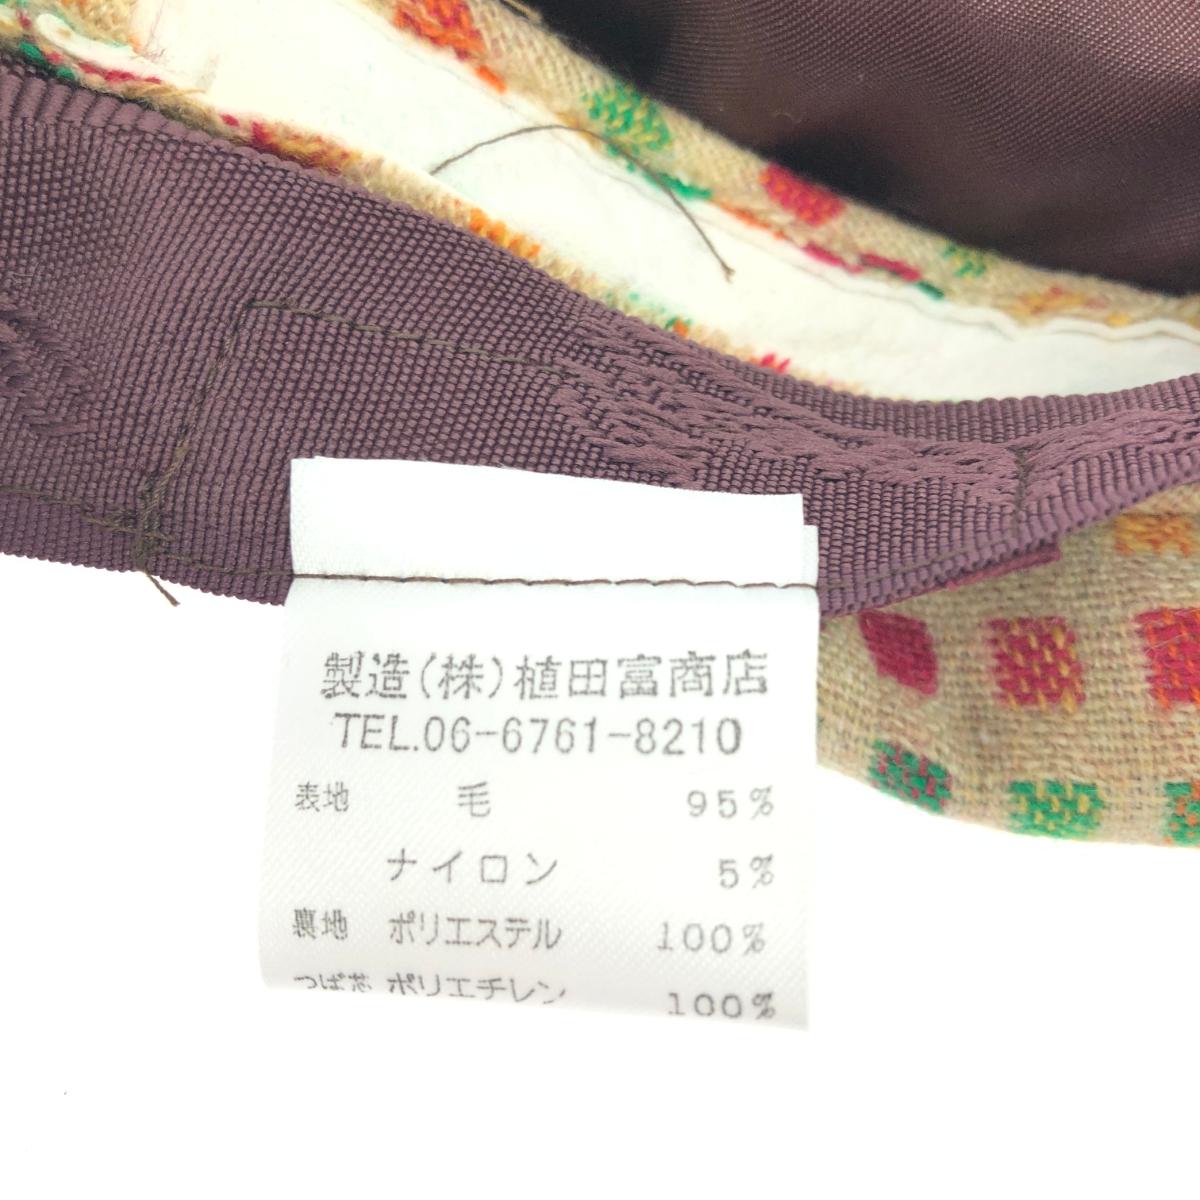 製造(株)植田富商店
TEL.06-6761-8210
表地 毛 95%
ナイロン 5%
裏地 ポリエステル 100%
つば芯 ポリエチレン 100%